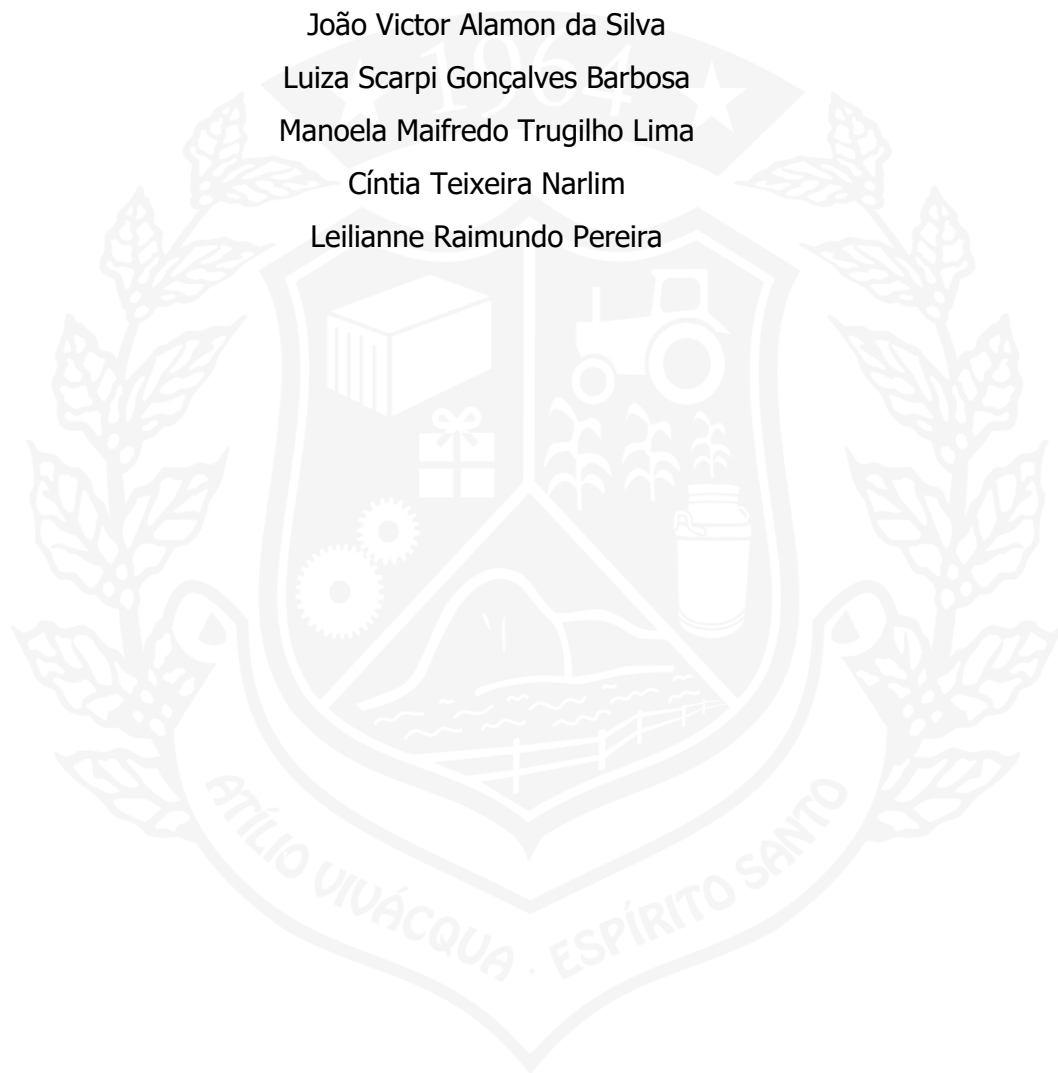 João Victor Alamon da Silva
1964
Luiza Scarpi Gonçalves Barbosa
Manoela Maifredo Trugilho Lima
Cíntia Teixeira Narlim
Leilianne Raimundo Pereira
ATÍLIO VIVÁCQUA · ESPÍRITO SANTO